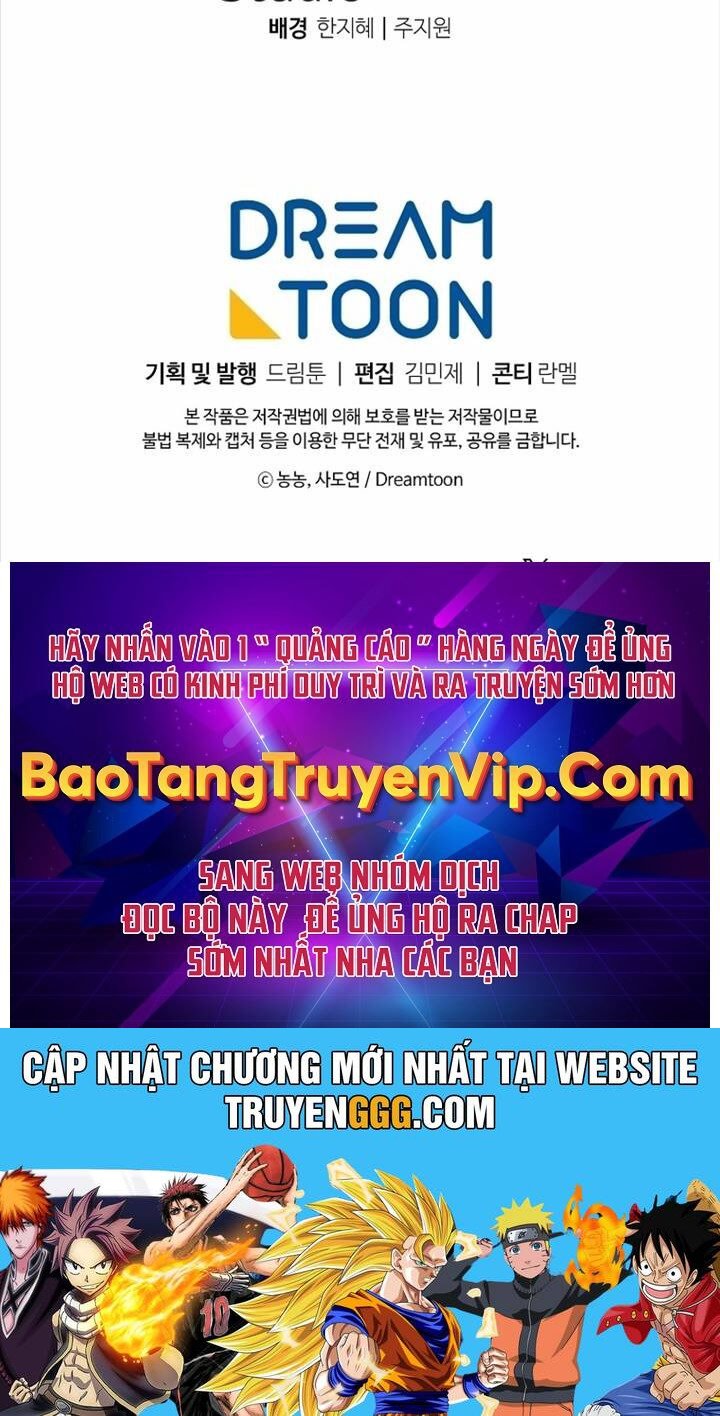 배경 한지혜 | 주지원
DREAM
TOON
기획 및 발행 드림툰 | 편집 김민제 | 콘티 란멜
본 작품은 저작권법에 의해 보호를 받는 저작물이므로
불법 복제와 캡처 등을 이용한 무단 전재 및 유포, 공유를 금합니다.
ⓒ 농농, 사도연 / Dreamtoon
HÃY NHẤN VÀO 1 “ QUẢNG CÁO ” HÀNG NGÀY ĐỂ ỦNG
HỘ WEB CÓ KINH PHÍ DUY TRÌ VÀ RA TRUYỆN SỚM HƠN
BaoTangTruyenVip.Com
SANG WEB NHÓM DỊCH
ĐỌC BỘ NÀY ĐỂ ỦNG HỘ RA CHAP
SỚM NHẤT NHA CÁC BẠN
CẬP NHẬT CHƯƠNG MỚI NHẤT TẠI WEBSITE
TRUYENGGG.COM
10